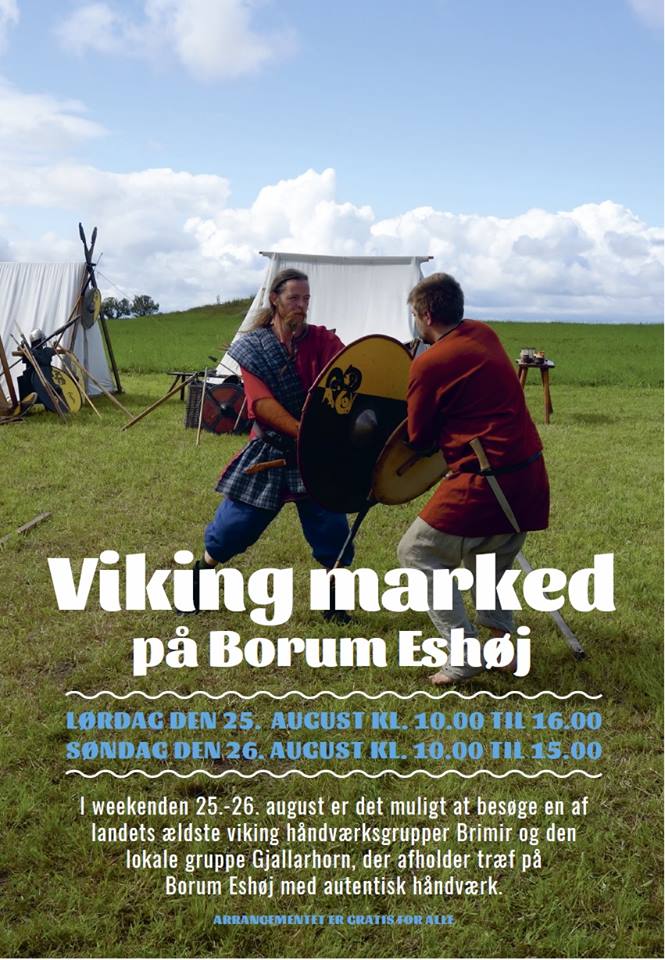 Viking marked
på Borum Eshøj
LØRDAG DEN 25. AUGUST KL. 10.00 TIL 16.00
SØNDAG DEN 26. AUGUST KL. 10.00 TIL 15.00
I weekenden 25.-26. august er det muligt at besøge en af
landets ældste viking håndværksgrupper Brimir og den
lokale gruppe Gjallarhorn, der afholder træf på
Borum Eshøj med autentisk håndværk.
ARRANGEMENTET ER GRATIS FOR ALLE